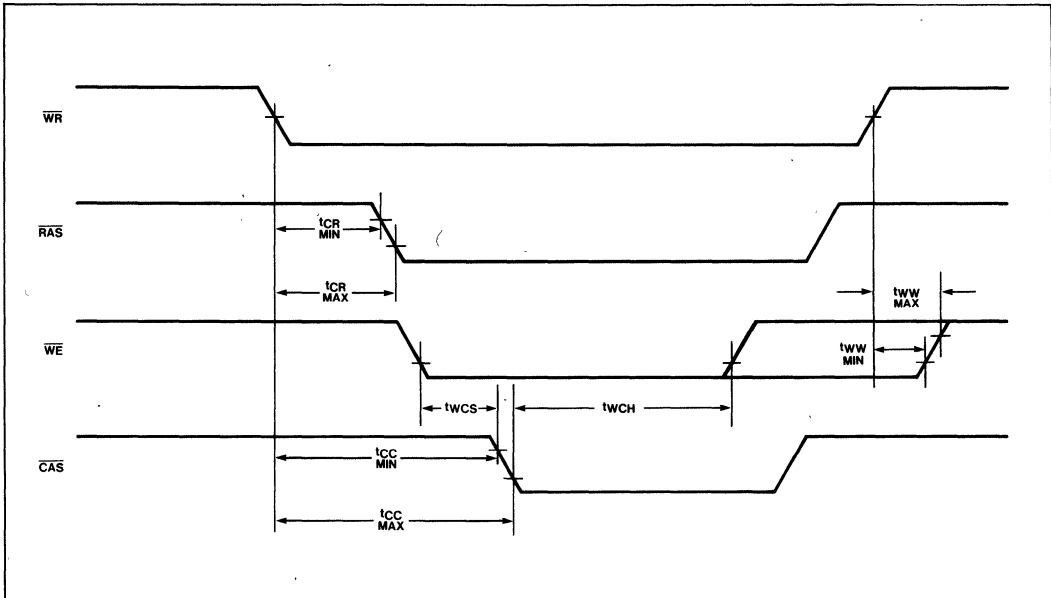 WR
RAS
tCR
MIN
tCR
MAX
tWW
MAX
WE
tWW
MIN
tWCS
tWCH
CAS
tCC
MIN
tCC
MAX